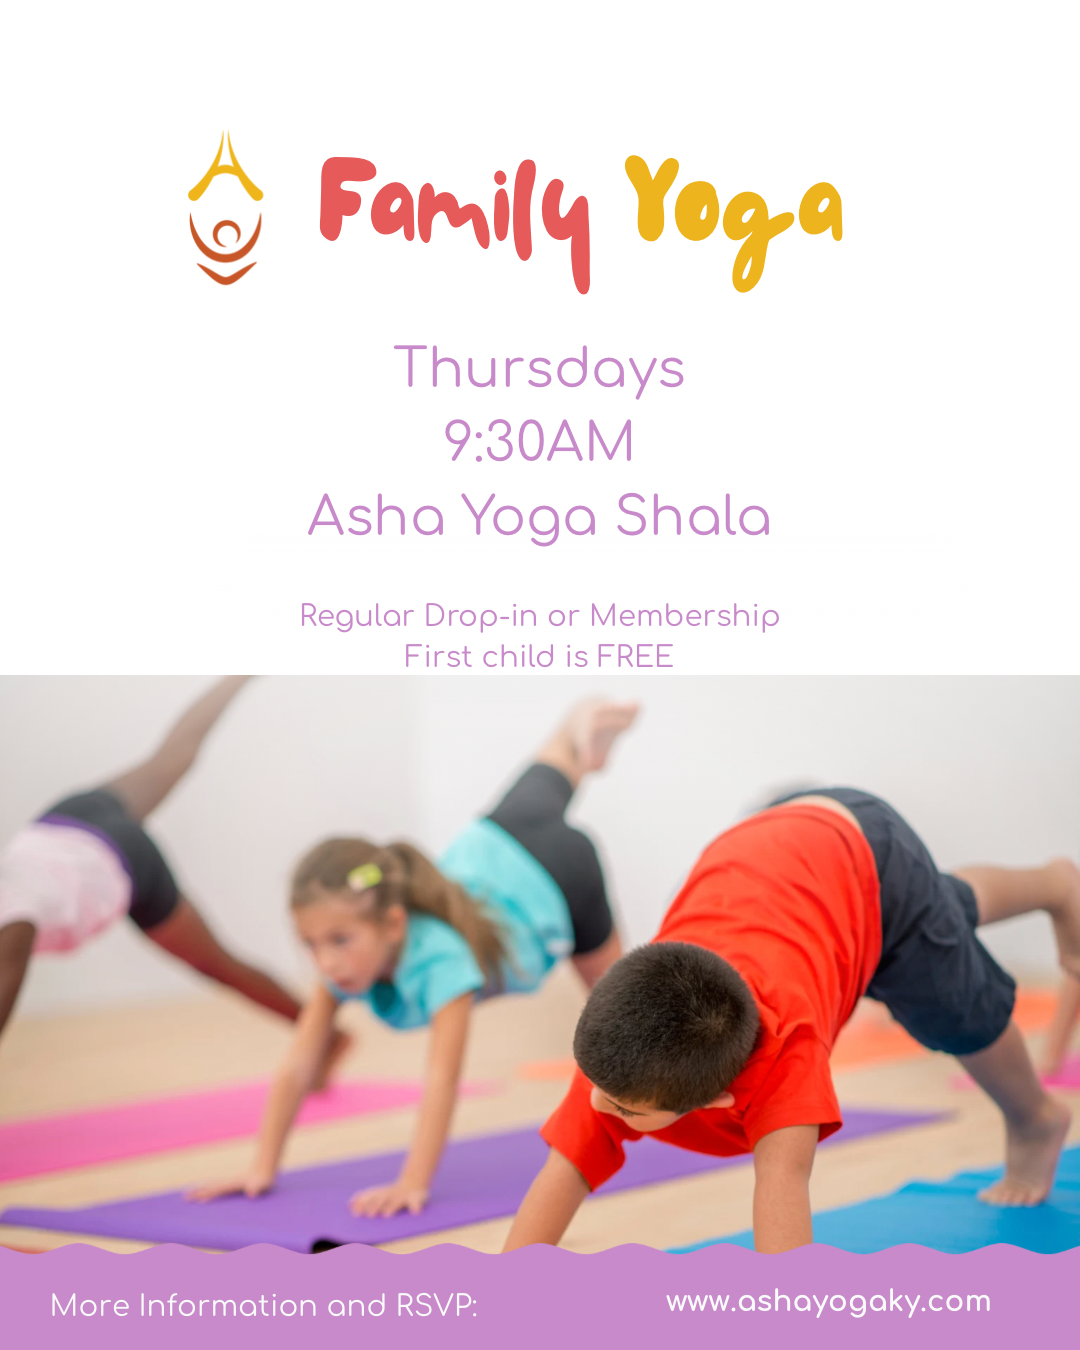 Family Yoga
Thursdays
9:30AM
Asha Yoga Shala
Regular Drop-in or Membership
First child is FREE
More Information and RSVP:
www.ashayogaky.com